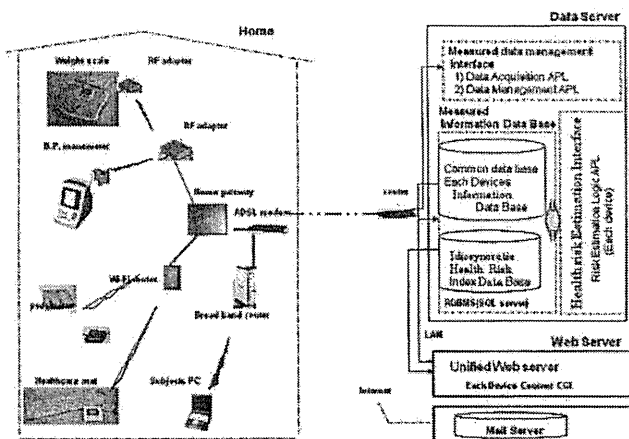 Home
Weight scale
RF adapter
RF adapter
B.P. manometer
Home gateway
ADSL modem
router
Broad band router
Healthcare mat
Subjects PC
Data Server
Measured data management
Interface
1) Data Acquisition APL
2) Data Management APL
Measured
Information Data Base
Common data base
Each Devices
Information
Data Base
Idiosyncratic
Health Risk
Index Data Base
RDBMS(SQL server)
Health risk Estimation Interface
Risk Estimation Logic APL
(Each device)
LAN
Web Server
Unified Web server
Each Device Content CGI
Internet
Mail Server